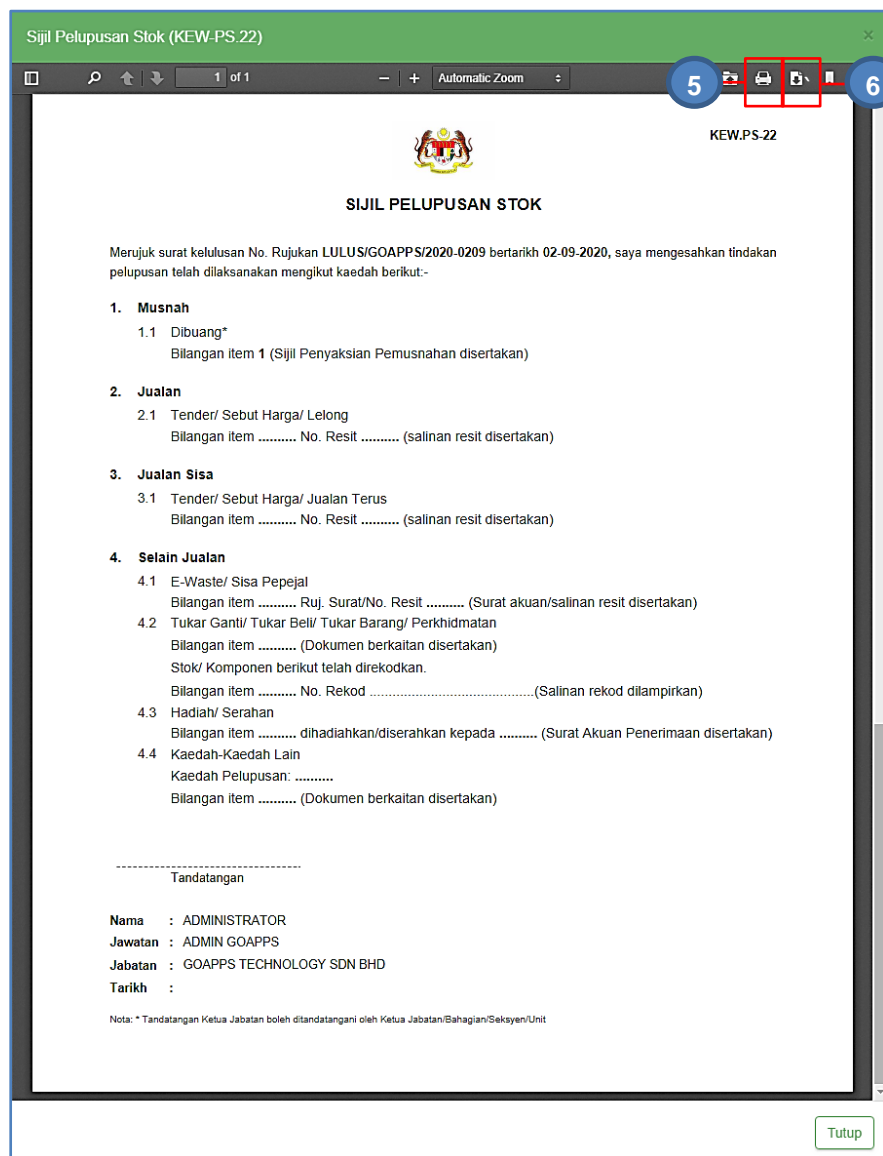 Sijil Pelupusan Stok (KEW-PS.22)
×
1 of 1
Automatic Zoom
5
6
KEW.PS-22
SIJIL PELUPUSAN STOK
Merujuk surat kelulusan No. Rujukan LULUS/GOAPPS/2020-0209 bertarikh 02-09-2020, saya mengesahkan tindakan
pelupusan telah dilaksanakan mengikut kaedah berikut:-
1. Musnah
1.1 Dibuang*
Bilangan item 1 (Sijil Penyaksian Pemusnahan disertakan)
2. Jualan
2.1 Tender/ Sebut Harga/ Lelong
Bilangan item .......... No. Resit .......... (salinan resit disertakan)
3. Jualan Sisa
3.1 Tender/ Sebut Harga/ Jualan Terus
Bilangan item .......... No. Resit .......... (salinan resit disertakan)
4. Selain Jualan
4.1 E-Waste/ Sisa Pepejal
Bilangan item .......... Ruj. Surat/No. Resit .......... (Surat akuan/salinan resit disertakan)
4.2 Tukar Ganti/ Tukar Beli/ Tukar Barang/ Perkhidmatan
Bilangan item .......... (Dokumen berkaitan disertakan)
Stok/ Komponen berikut telah direkodkan.
Bilangan item .......... No. Rekod ...........................................(Salinan rekod dilampirkan)
4.3 Hadiah/ Serahan
Bilangan item .......... dihadiahkan/diserahkan kepada .......... (Surat Akuan Penerimaan disertakan)
4.4 Kaedah-Kaedah Lain
Kaedah Pelupusan: ..........
Bilangan item .......... (Dokumen berkaitan disertakan)
----------------------------------
Tandatangan
Nama : ADMINISTRATOR
Jawatan : ADMIN GOAPPS
Jabatan : GOAPPS TECHNOLOGY SDN BHD
Tarikh :
Nota: * Tandatangan Ketua Jabatan boleh ditandatangani oleh Ketua Jabatan/Bahagian/Seksyen/Unit
Tutup